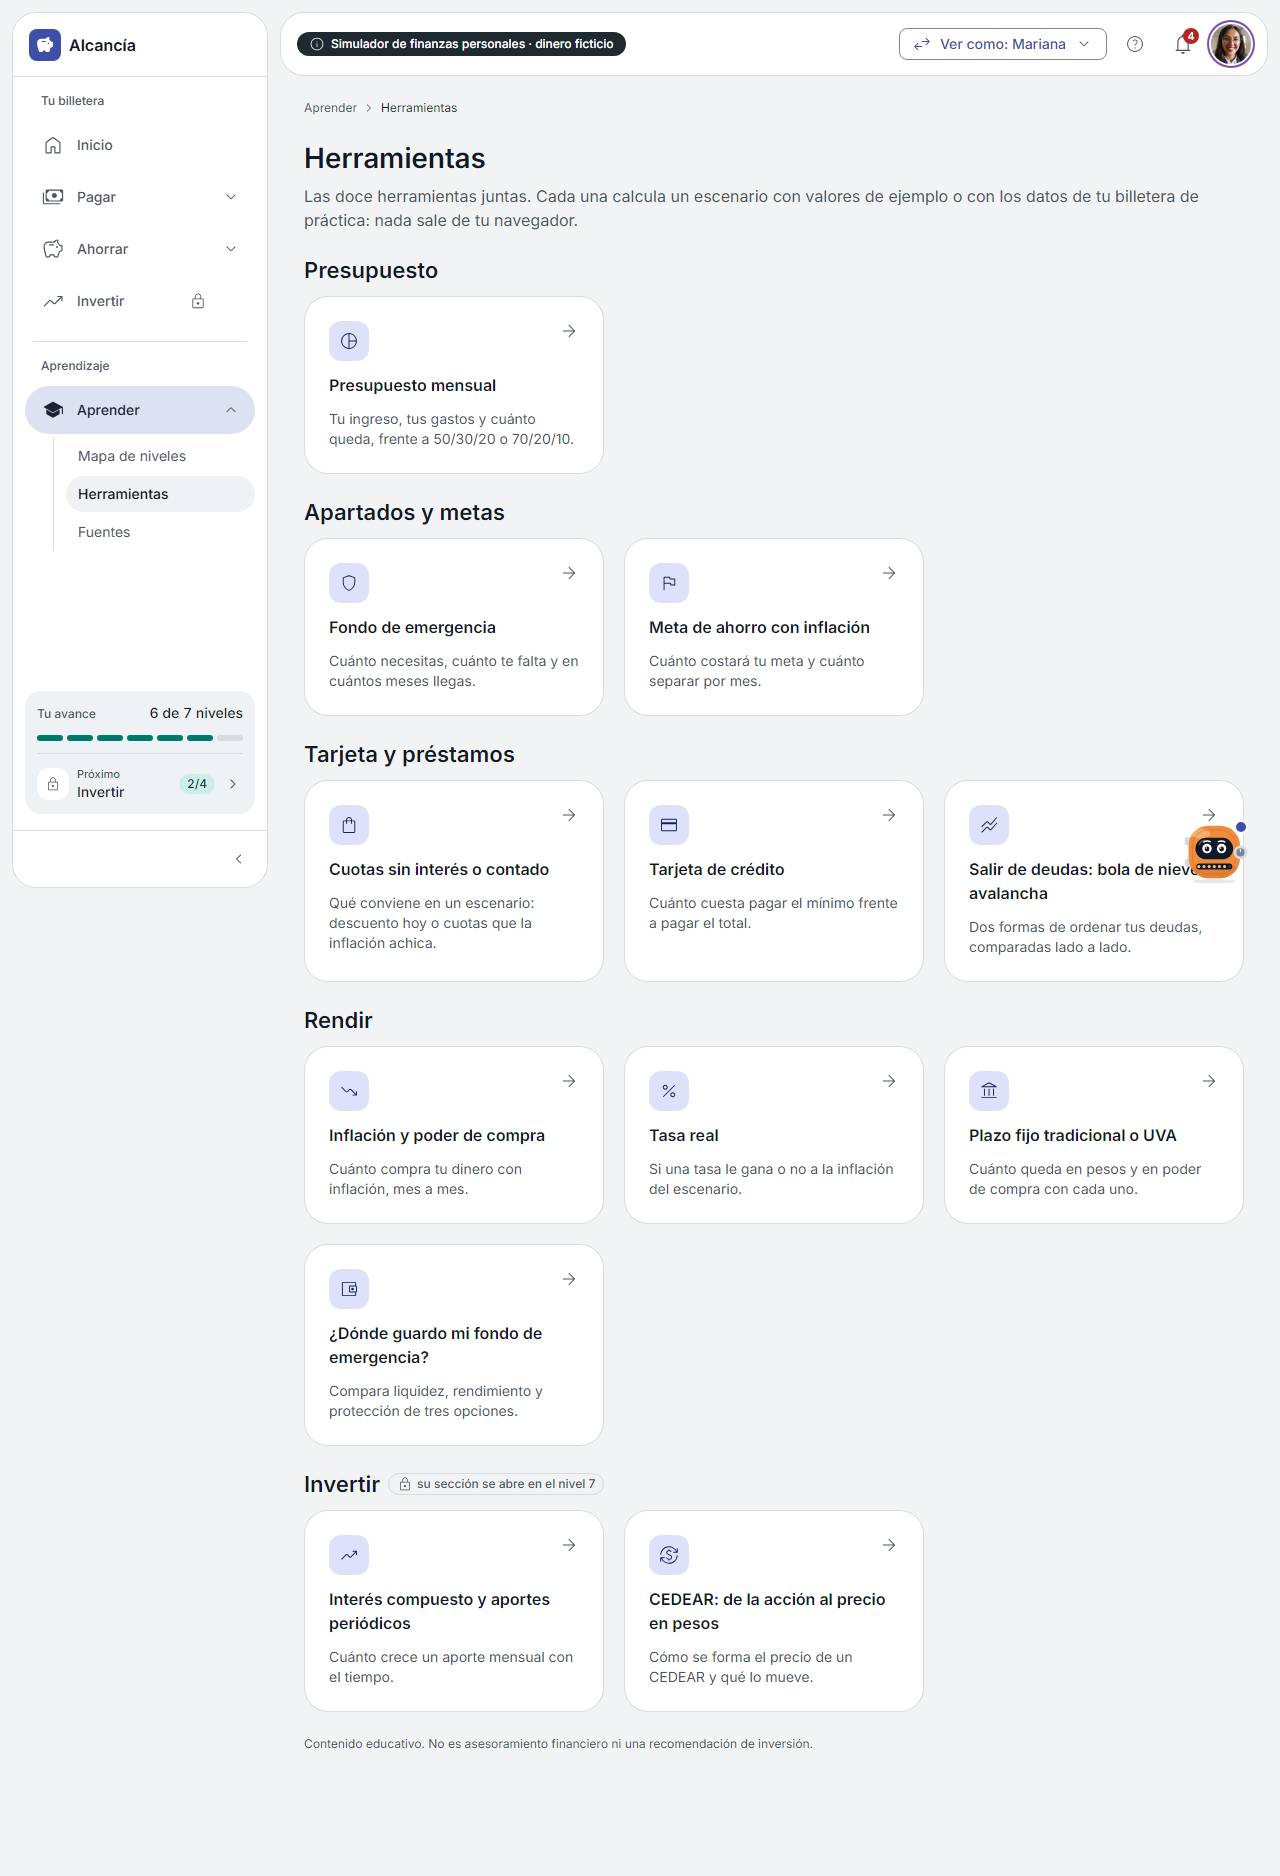 Alcancía
Simulador de finanzas personales · dinero ficticio
Ver como: Mariana
4
Tu billetera
Inicio
Pagar
Ahorrar
Invertir
Aprendizaje
Aprender
Mapa de niveles
Herramientas
Fuentes
Tu avance
6 de 7 niveles
Próximo
Invertir
2/4
Aprender
Herramientas
Herramientas
Las doce herramientas juntas. Cada una calcula un escenario con valores de ejemplo o con los datos de tu billetera de
práctica: nada sale de tu navegador.
Presupuesto
Presupuesto mensual
Tu ingreso, tus gastos y cuánto
queda, frente a 50/30/20 o 70/20/10.
Apartados y metas
Fondo de emergencia
Cuánto necesitas, cuánto te falta y en
cuántos meses llegas.
Meta de ahorro con inflación
Cuánto costará tu meta y cuánto
separar por mes.
Tarjeta y préstamos
Cuotas sin interés o contado
Qué conviene en un escenario:
descuento hoy o cuotas que la
inflación achica.
Tarjeta de crédito
Cuánto cuesta pagar el mínimo frente
a pagar el total.
Salir de deudas: bola de nieve
avalancha
Dos formas de ordenar tus deudas,
comparadas lado a lado.
Rendir
Inflación y poder de compra
Cuánto compra tu dinero con
inflación, mes a mes.
Tasa real
Si una tasa le gana o no a la inflación
del escenario.
Plazo fijo tradicional o UVA
Cuánto queda en pesos y en poder
de compra con cada uno.
¿Dónde guardo mi fondo de
emergencia?
Compara liquidez, rendimiento y
protección de tres opciones.
Invertir
su sección se abre en el nivel 7
Interés compuesto y aportes
periódicos
Cuánto crece un aporte mensual con
el tiempo.
CEDEAR: de la acción al precio
en pesos
Cómo se forma el precio de un
CEDEAR y qué lo mueve.
Contenido educativo. No es asesoramiento financiero ni una recomendación de inversión.